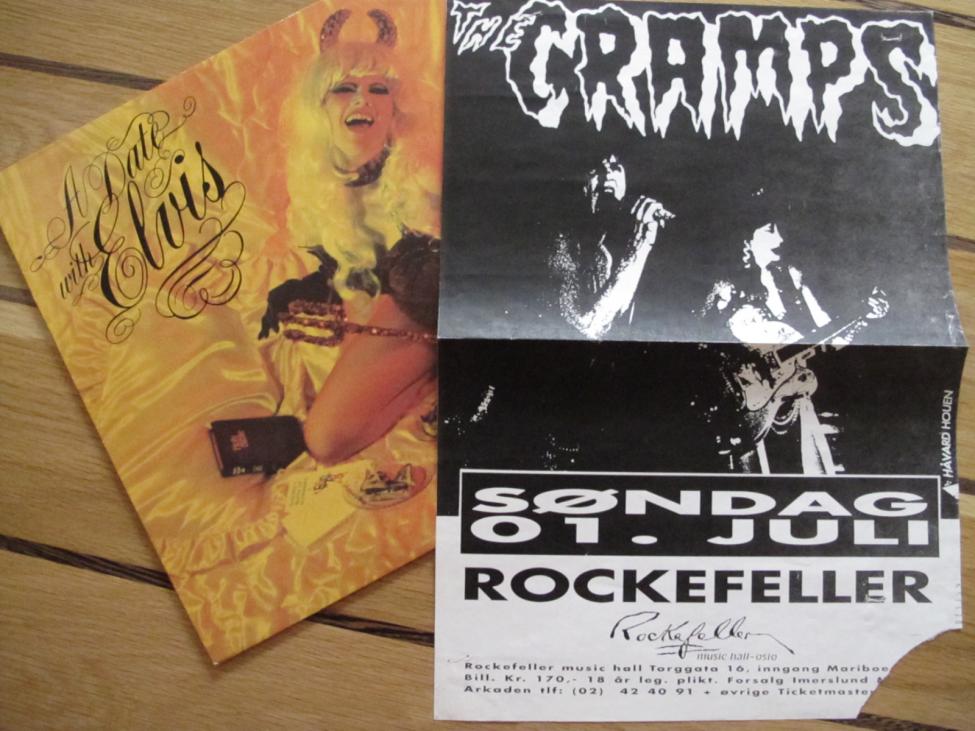 A Date
with Elvis
THE CRAMPS
HÅVARD HOUEN
SØNDAG
01. JULI
ROCKEFELLER
Rockefeller
music hall-oslo
Rockefeller music hall Torggata 16, inngang Mariboe
Bill. Kr. 170,- 18 år leg. plikt. Forsalg Imerslund
Arkaden tlf: (02) 42 40 91 + øvrige Ticketmaste